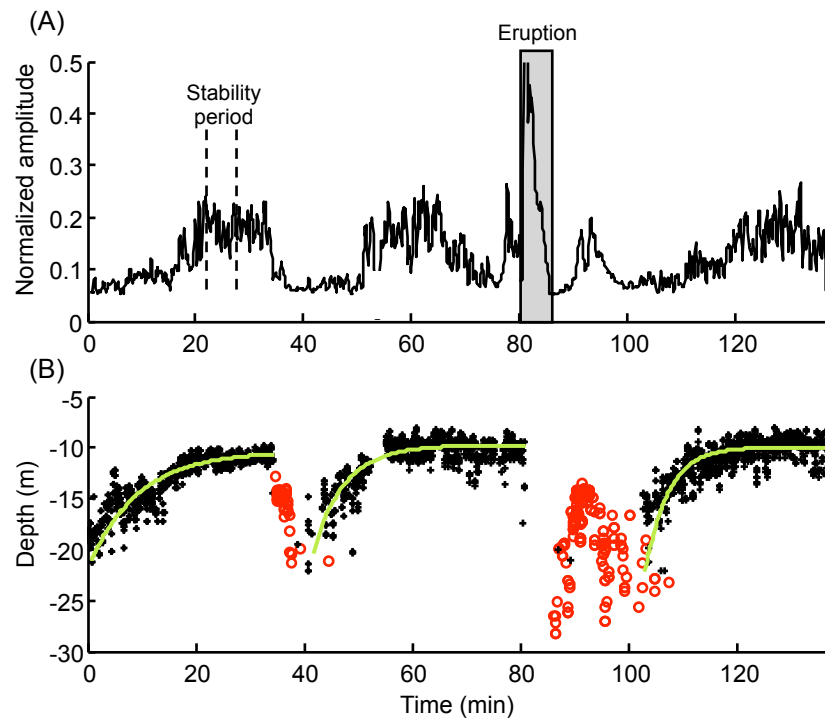 (A)
Eruption
Stability
period
Normalized amplitude
0.5
0.4
0.3
0.2
0.1
0
0 20 40 60 80 100 120
(B)
Depth (m)
-5
-10
-15
-20
-25
-30
0 20 40 60 80 100 120
Time (min)